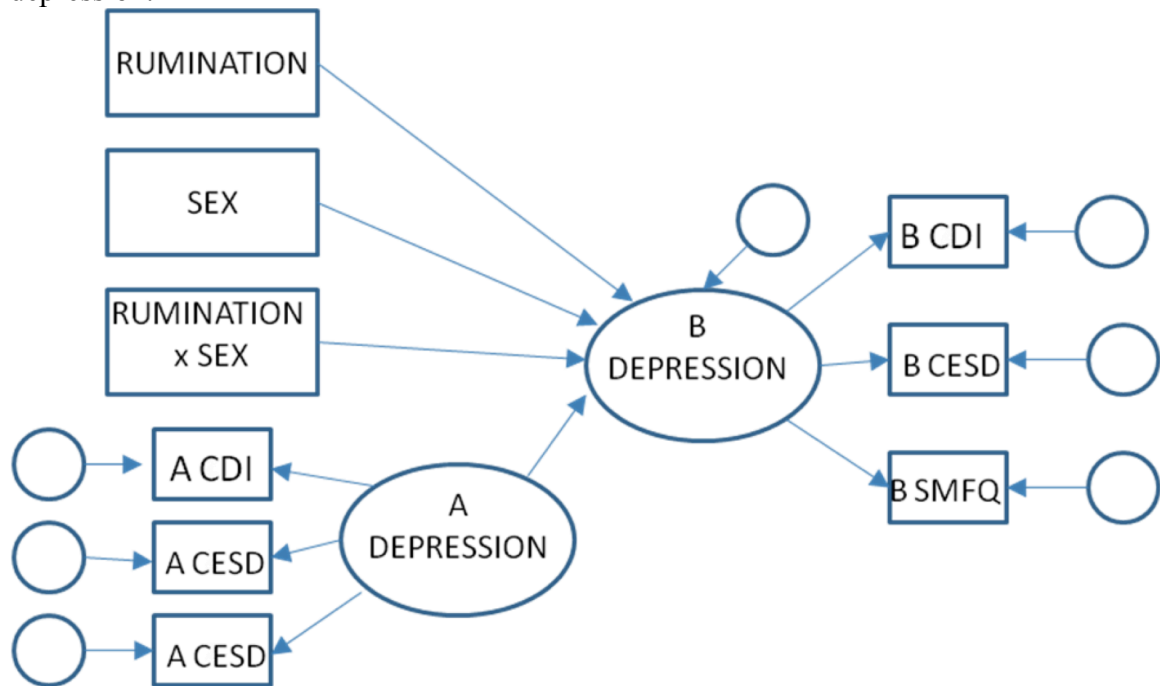 RUMINATION
SEX
RUMINATION
x SEX
B
DEPRESSION
B CDI
B CESD
B SMFQ
A CDI
A CESD
A CESD
A
DEPRESSION